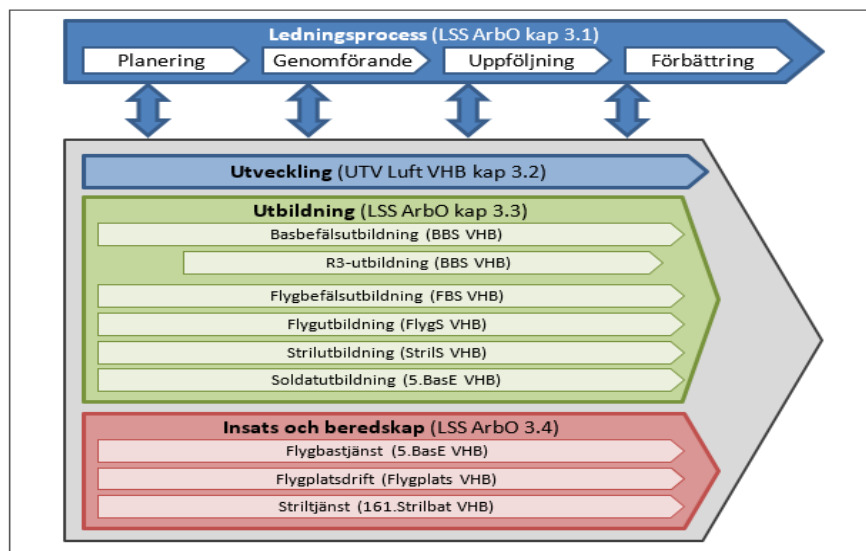 Ledningsprocess (LSS ArbO kap 3.1)
Planering
Genomförande
Uppföljning
Förbättring
Utveckling (UTV Luft VHB kap 3.2)
Utbildning (LSS ArbO kap 3.3)
Basbefälsutbildning (BBS VHB)
R3-utbildning (BBS VHB)
Flygbefälsutbildning (FBS VHB)
Flygutbildning (FlygS VHB)
Strilutbildning (StrilS VHB)
Soldatutbildning (5.BasE VHB)
Insats och beredskap (LSS ArbO 3.4)
Flygbastjänst (5.BasE VHB)
Flygplatsdrift (Flygplats VHB)
Striltjänst (161.Strilbat VHB)